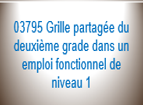 03795 Grille partagée du
deuxième grade dans un
emploi fonctionnel de
niveau 1